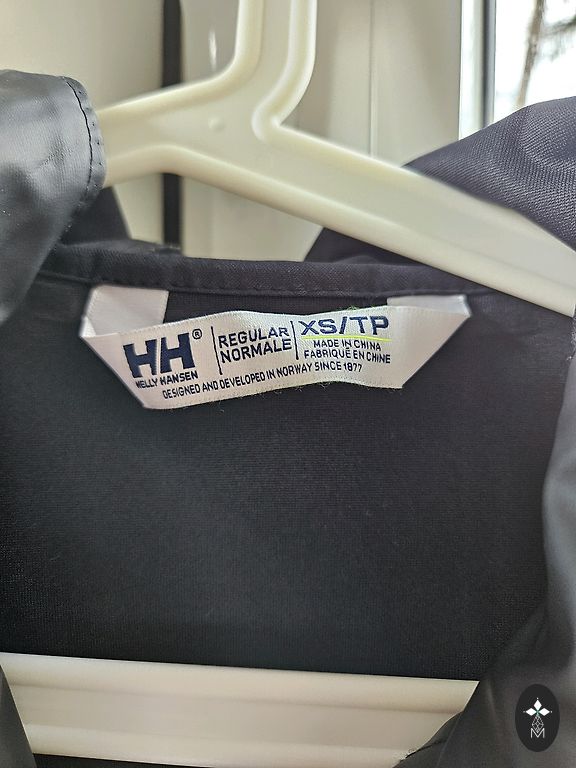 HH®
HELLY HANSEN
REGULAR
NORMALE
XS/TP
MADE IN CHINA
FABRIQUÉ EN CHINE
DESIGNED AND DEVELOPED IN NORWAY SINCE 1877
M